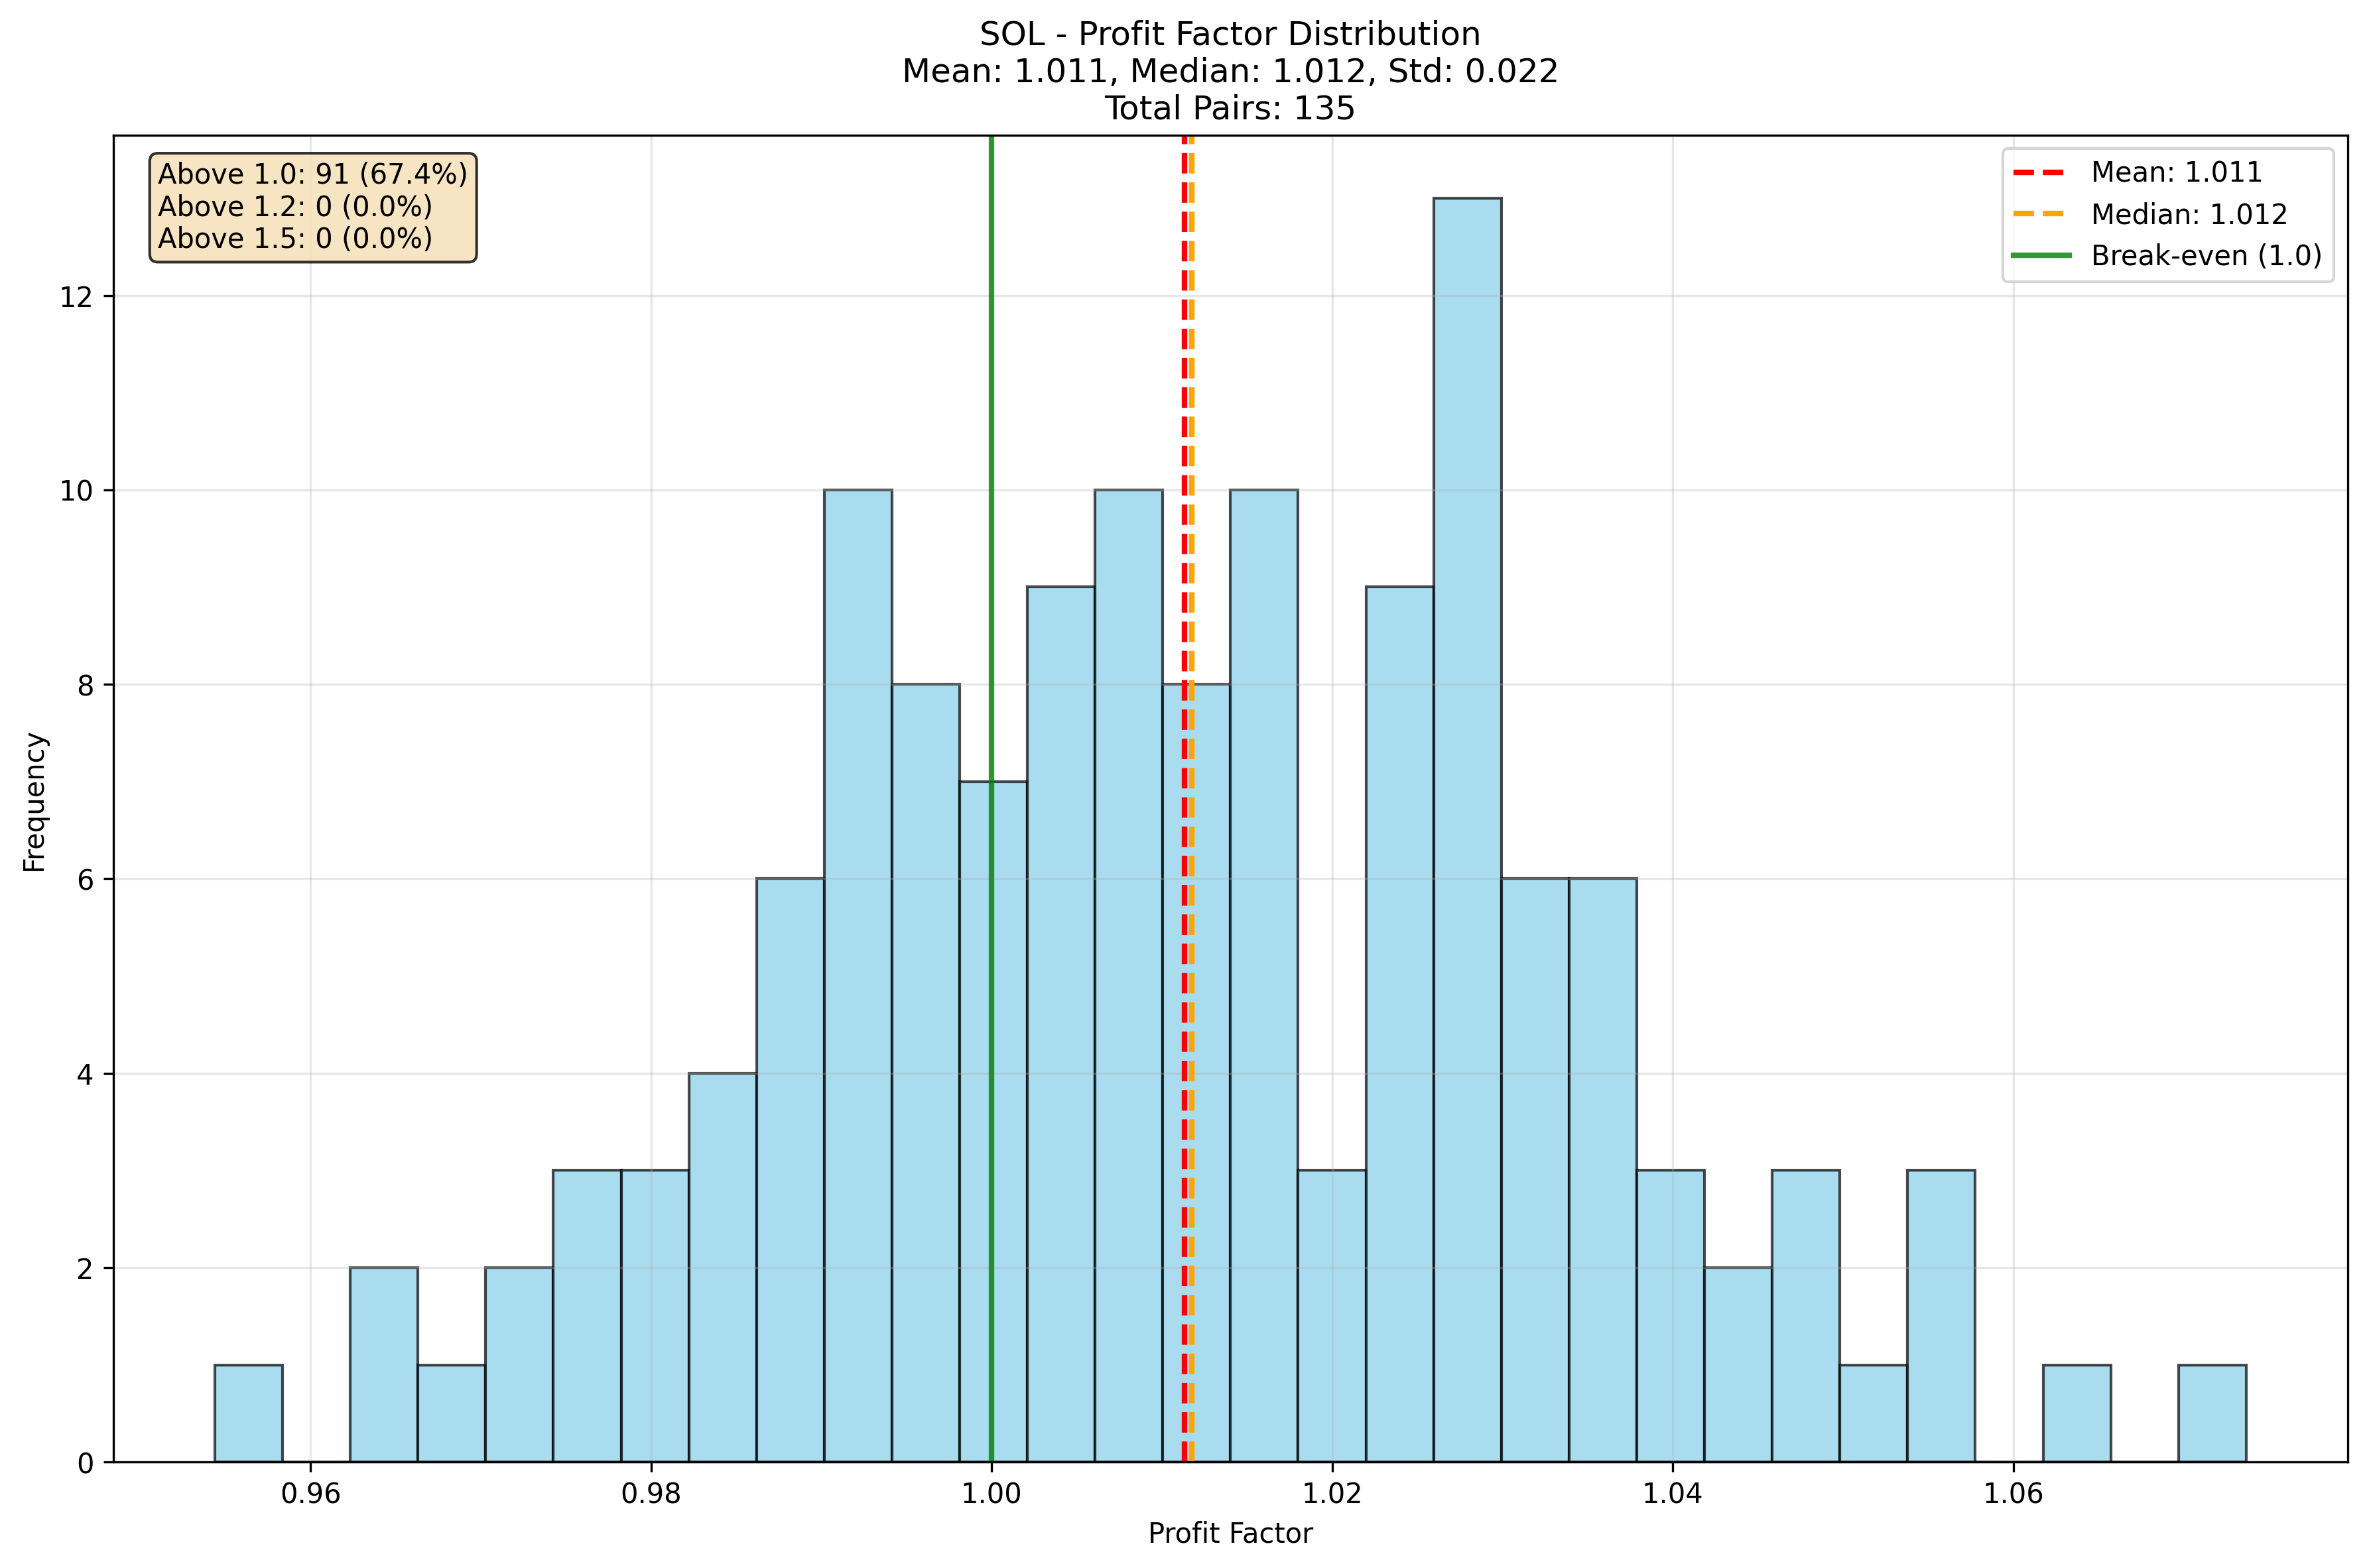 SOL - Profit Factor Distribution
Mean: 1.011, Median: 1.012, Std: 0.022
Total Pairs: 135
Above 1.0: 91 (67.4%)
Above 1.2: 0 (0.0%)
Above 1.5: 0 (0.0%)
Mean: 1.011
Median: 1.012
Break-even (1.0)
Frequency
12
10
8
6
4
2
0
0.96
0.98
1.00
1.02
1.04
1.06
Profit Factor